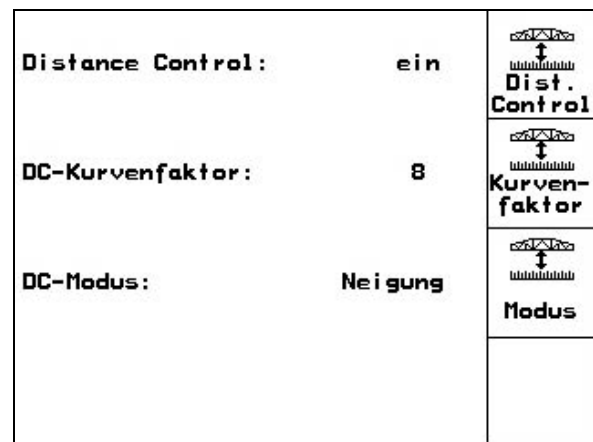 Distance Control: ein
DC-Kurvenfaktor: 8
DC-Modus: Neigung
Dist.
Control
Kurven-
faktor
Modus